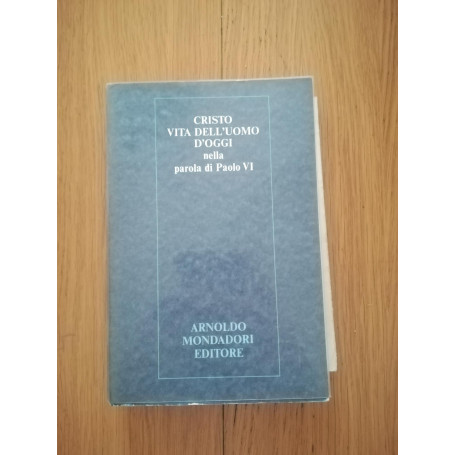 CRISTO
VITA DELL'UOMO
D'OGGI
nella
parola di Paolo VI
ARNOLDO
MONDADORI
EDITORE